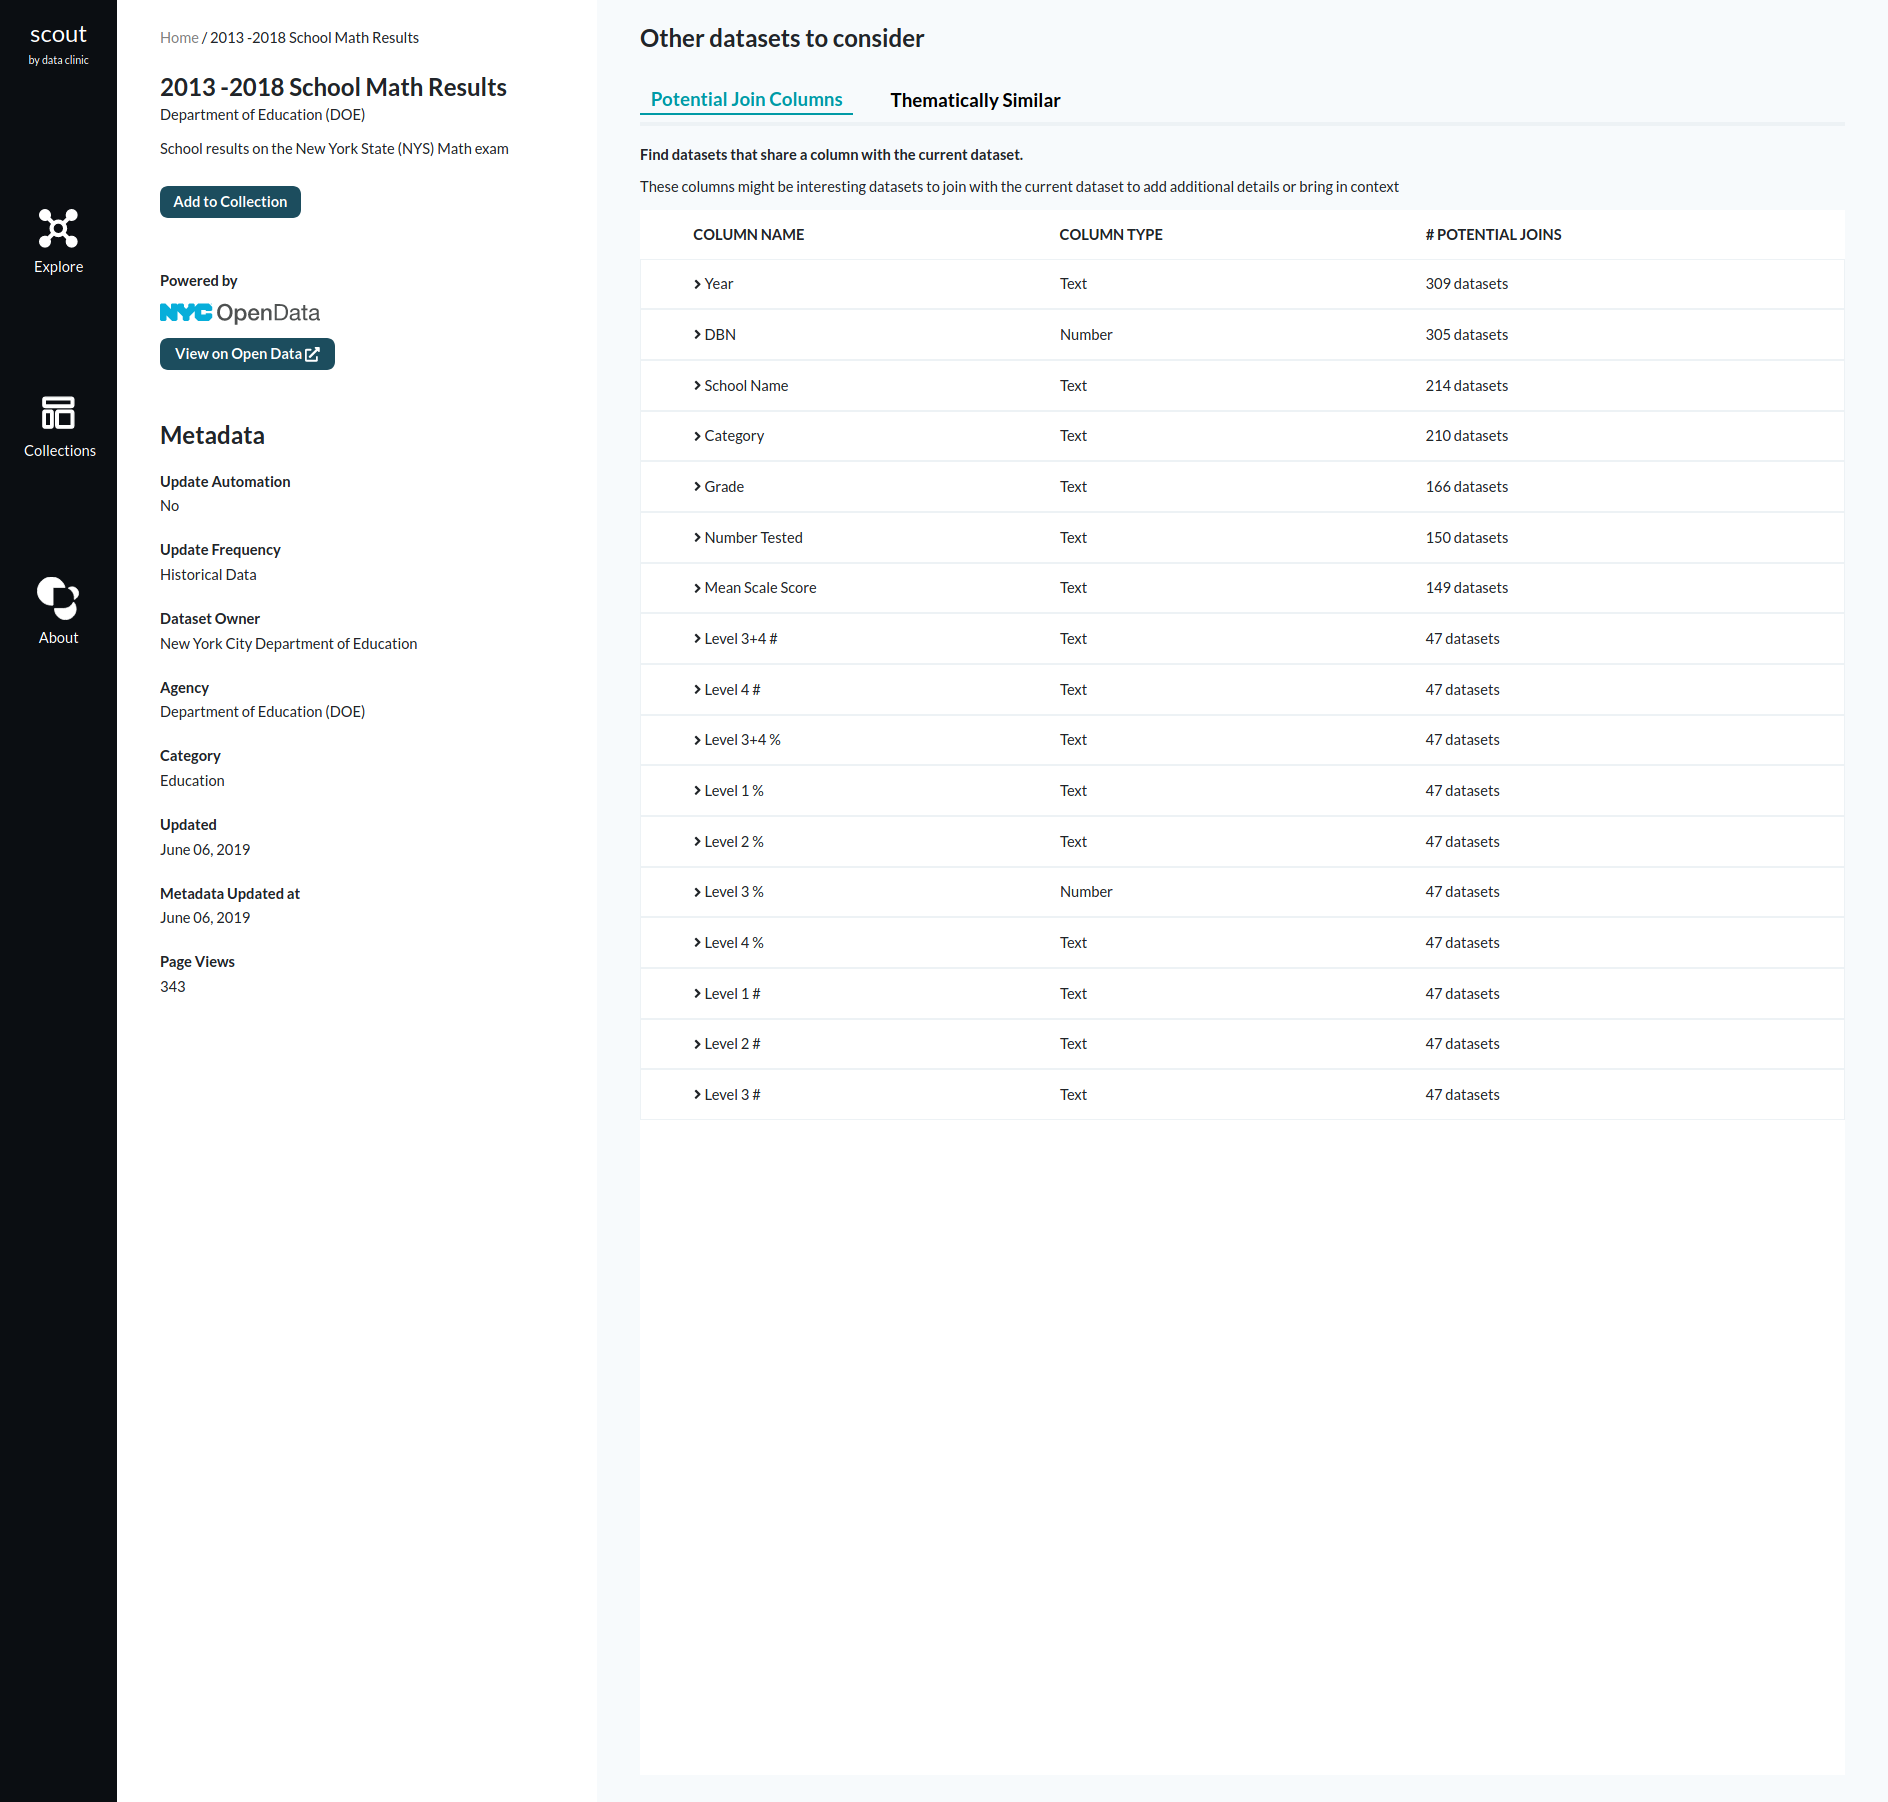 scout
by data clinic
Explore
Collections
About
Home / 2013 -2018 School Math Results
2013 -2018 School Math Results
Department of Education (DOE)
School results on the New York State (NYS) Math exam
Add to Collection
Powered by
NYC OpenData
View on Open Data
Metadata
Update Automation
No
Update Frequency
Historical Data
Dataset Owner
New York City Department of Education
Agency
Department of Education (DOE)
Category
Education
Updated
June 06, 2019
Metadata Updated at
June 06, 2019
Page Views
343
Other datasets to consider
Potential Join Columns Thematically Similar
Find datasets that share a column with the current dataset.
These columns might be interesting datasets to join with the current dataset to add additional details or bring in context
COLUMN NAME COLUMN TYPE # POTENTIAL JOINS
Year Text 309 datasets
DBN Number 305 datasets
School Name Text 214 datasets
Category Text 210 datasets
Grade Text 166 datasets
Number Tested Text 150 datasets
Mean Scale Score Text 149 datasets
Level 3+4 # Text 47 datasets
Level 4 # Text 47 datasets
Level 3+4 % Text 47 datasets
Level 1 % Text 47 datasets
Level 2 % Text 47 datasets
Level 3 % Number 47 datasets
Level 4 % Text 47 datasets
Level 1 # Text 47 datasets
Level 2 # Text 47 datasets
Level 3 # Text 47 datasets